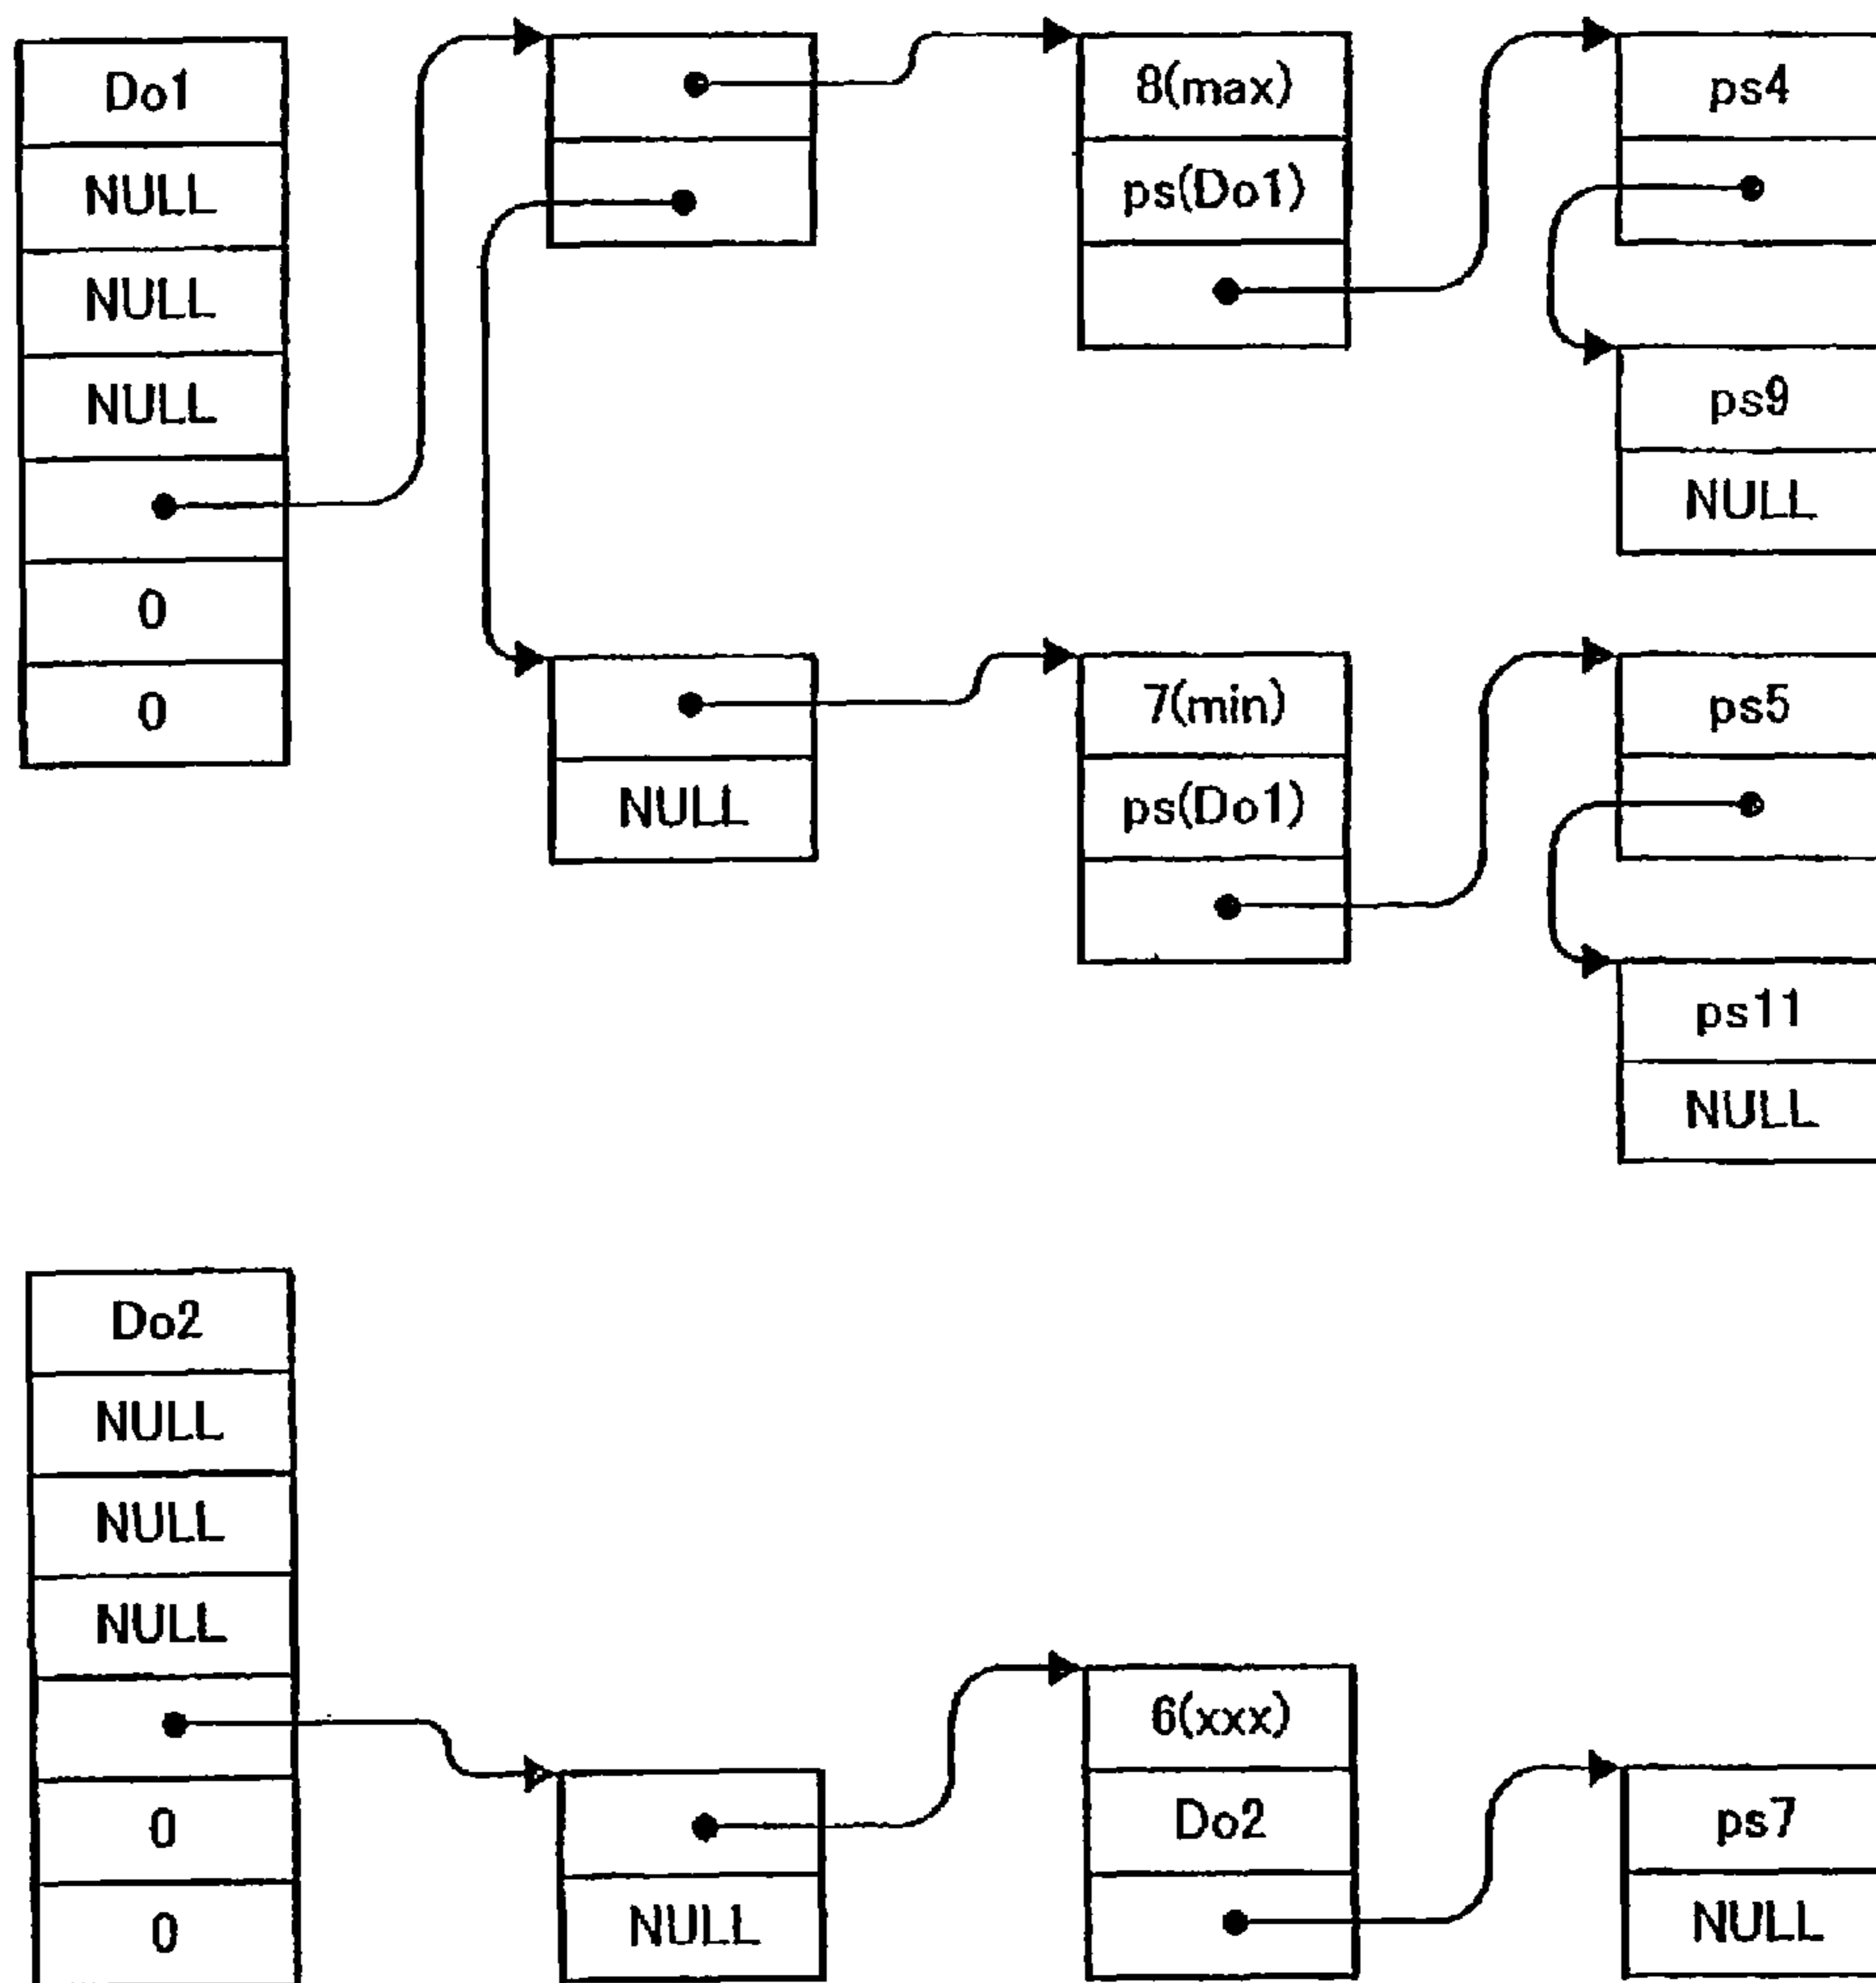 Do1
NULL
NULL
NULL
0
0
8(max)
ps(Do1)
ps4
ps9
NULL
NULL
7(min)
ps(Do1)
ps5
ps11
NULL
Do2
NULL
NULL
NULL
0
0
NULL
6(xxx)
Do2
ps7
NULL